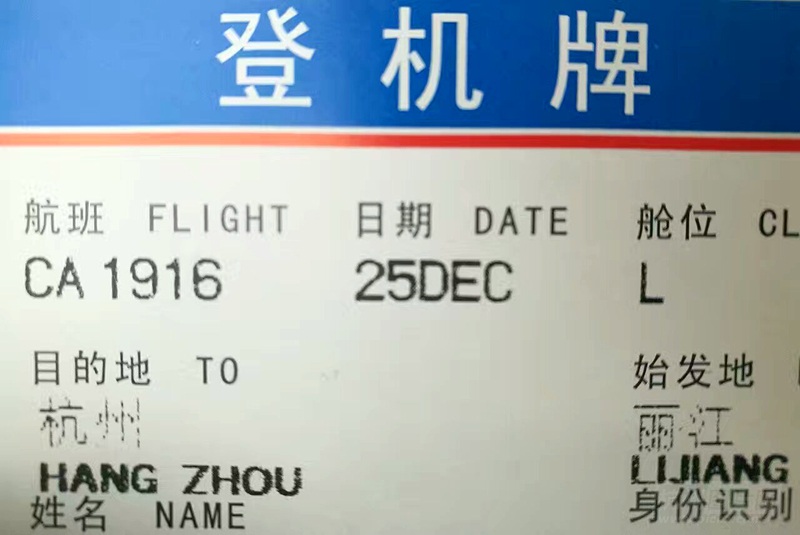 登机牌
航班 FLIGHT 日期 DATE 舱位 CL
CA 1916 25DEC L
目的地 TO 始发地
杭州 丽江
HANG ZHOU LIJIANG
姓名 NAME 身份识别